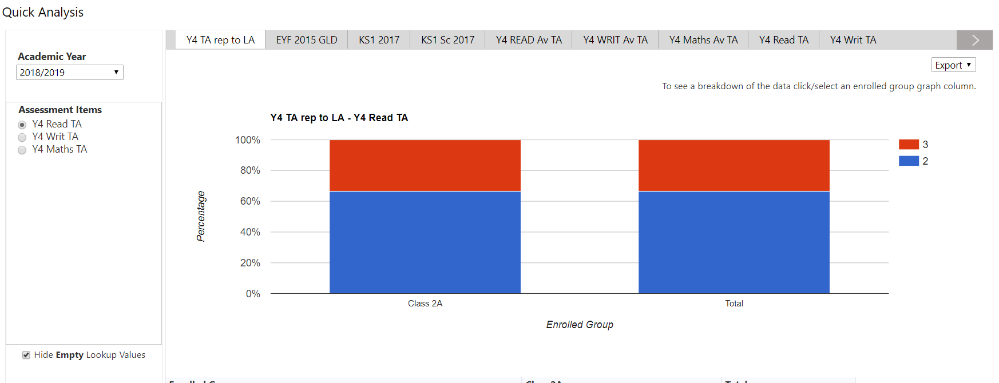 Quick Analysis
Academic Year
2018/2019
Assessment Items
Y4 Read TA
Y4 Writ TA
Y4 Maths TA
Hide Empty Lookup Values
Y4 TA rep to LA EYF 2015 GLD KS1 2017 KS1 Sc 2017 Y4 READ Av TA Y4 WRIT Av TA Y4 Maths Av TA Y4 Read TA Y4 Writ TA
Export
To see a breakdown of the data click/select an enrolled group graph column.
Y4 TA rep to LA - Y4 Read TA
100%
80%
60%
40%
20%
0%
Percentage
Class 2A Total
Enrolled Group
3
2
Class 2A Total